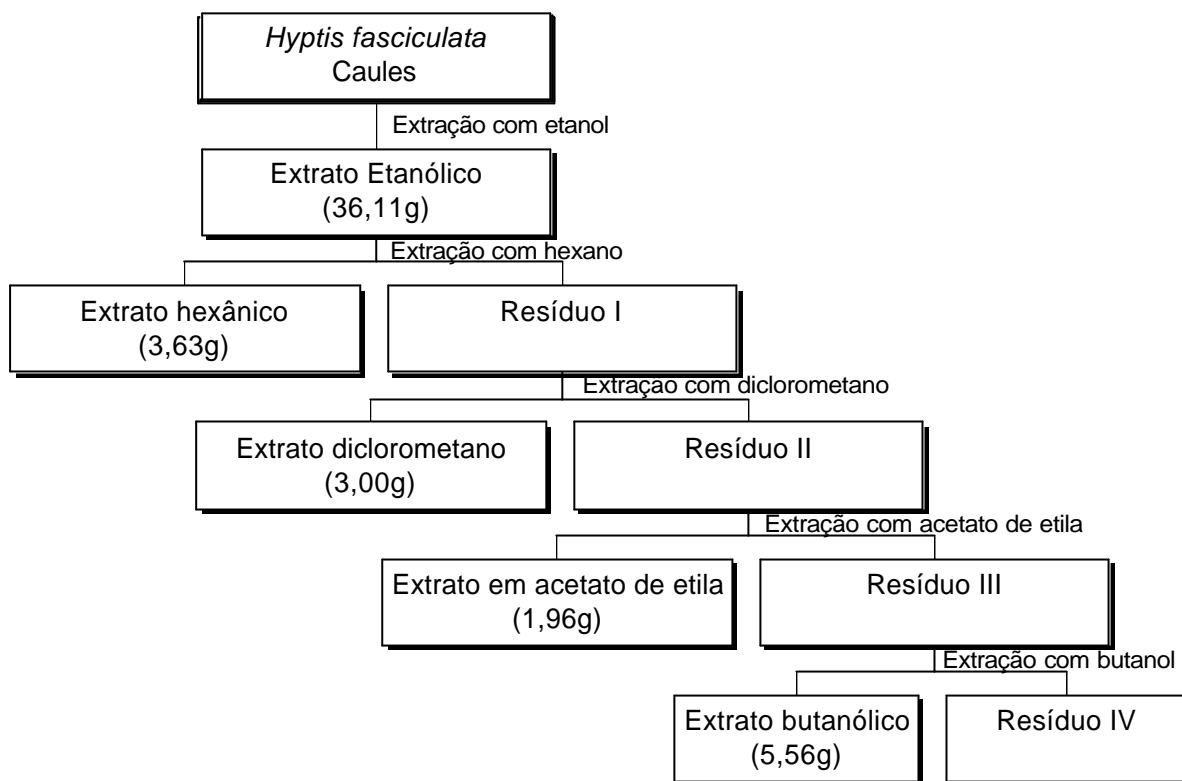 Hyptis fasciculata
Caules
Extração com etanol
Extrato Etanólico
(36,11g)
Extração com hexano
Extrato hexânico
(3,63g)
Resíduo I
Extração com diclorometano
Extrato diclorometano
(3,00g)
Resíduo II
Extração com acetato de etila
Extrato em acetato de etila
(1,96g)
Resíduo III
Extração com butanol
Extrato butanólico
(5,56g)
Resíduo IV